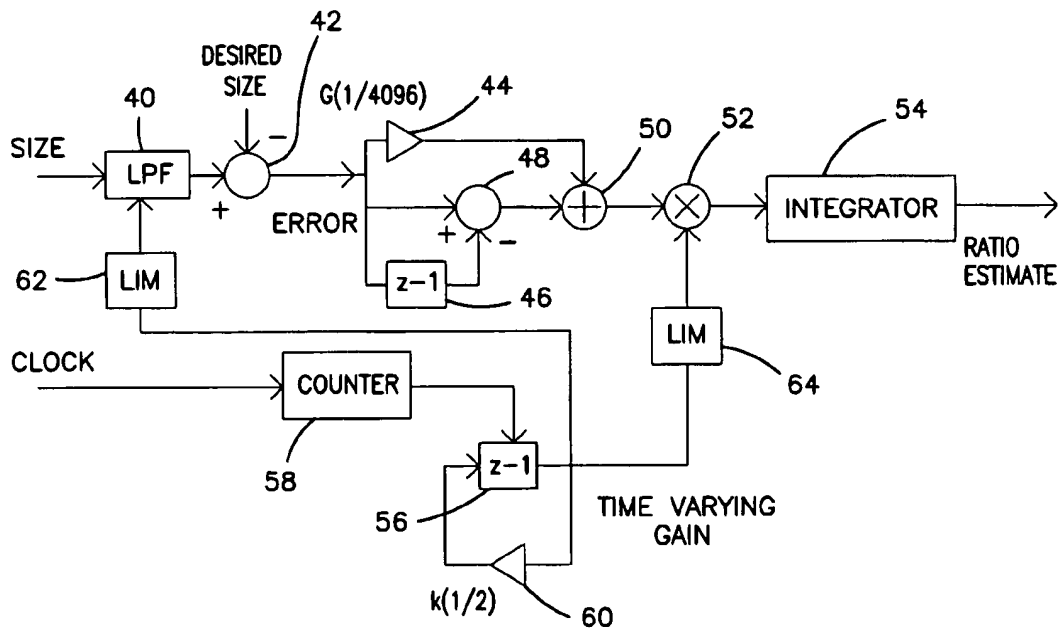 42
DESIRED
SIZE
40
G(1/4096)
44
50
52
54
SIZE
LPF
−
+
ERROR
48
+
−
+
×
INTEGRATOR
RATIO
ESTIMATE
62
LIM
z−1
46
LIM
64
CLOCK
COUNTER
58
z−1
56
TIME VARYING
GAIN
k(1/2)
60